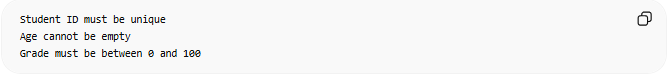 Student ID must be unique
Age cannot be empty
Grade must be between 0 and 100